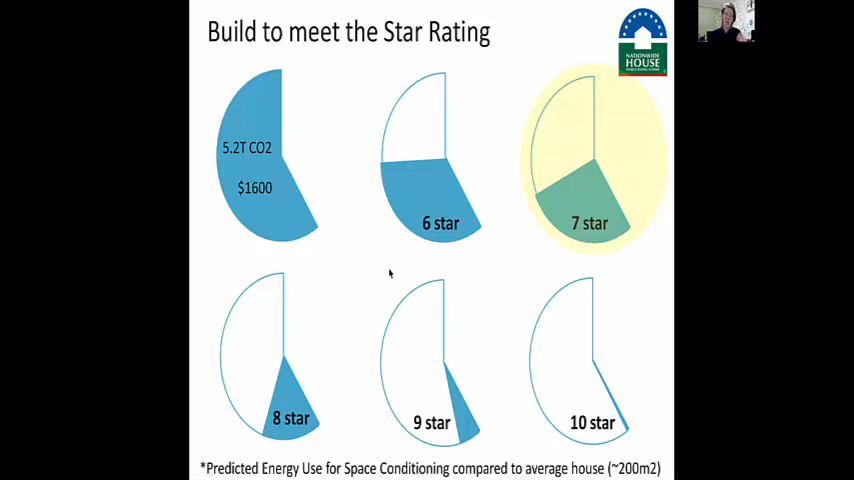 Build to meet the Star Rating
NATIONWIDE
HOUSE
5.2T CO2
$1600
6 star
7 star
8 star
9 star
10 star
*Predicted Energy Use for Space Conditioning compared to average house (~200m2)